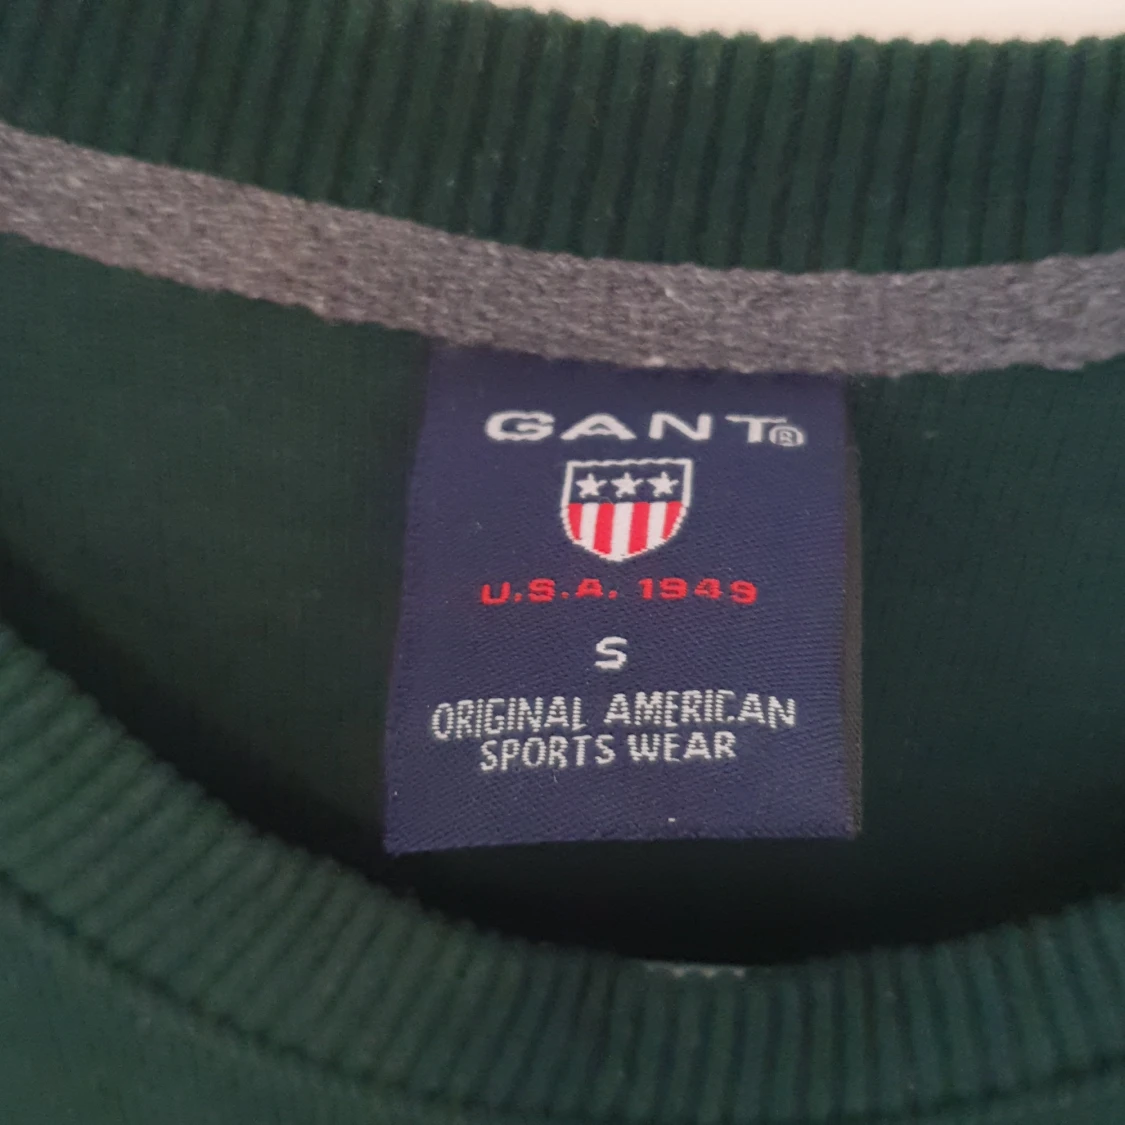 GANT®
U.S.A. 1949
S
ORIGINAL AMERICAN
SPORTS WEAR